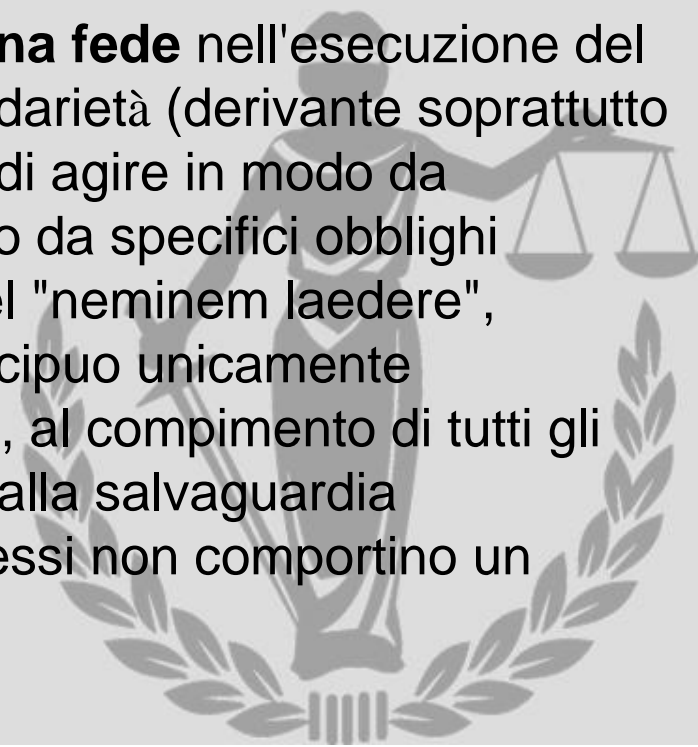 na fede nell'esecuzione del
darietà (derivante soprattutto
di agire in modo da
o da specifici obblighi
el "neminem laedere",
cipuo unicamente
, al compimento di tutti gli
alla salvaguardia
essi non comportino un